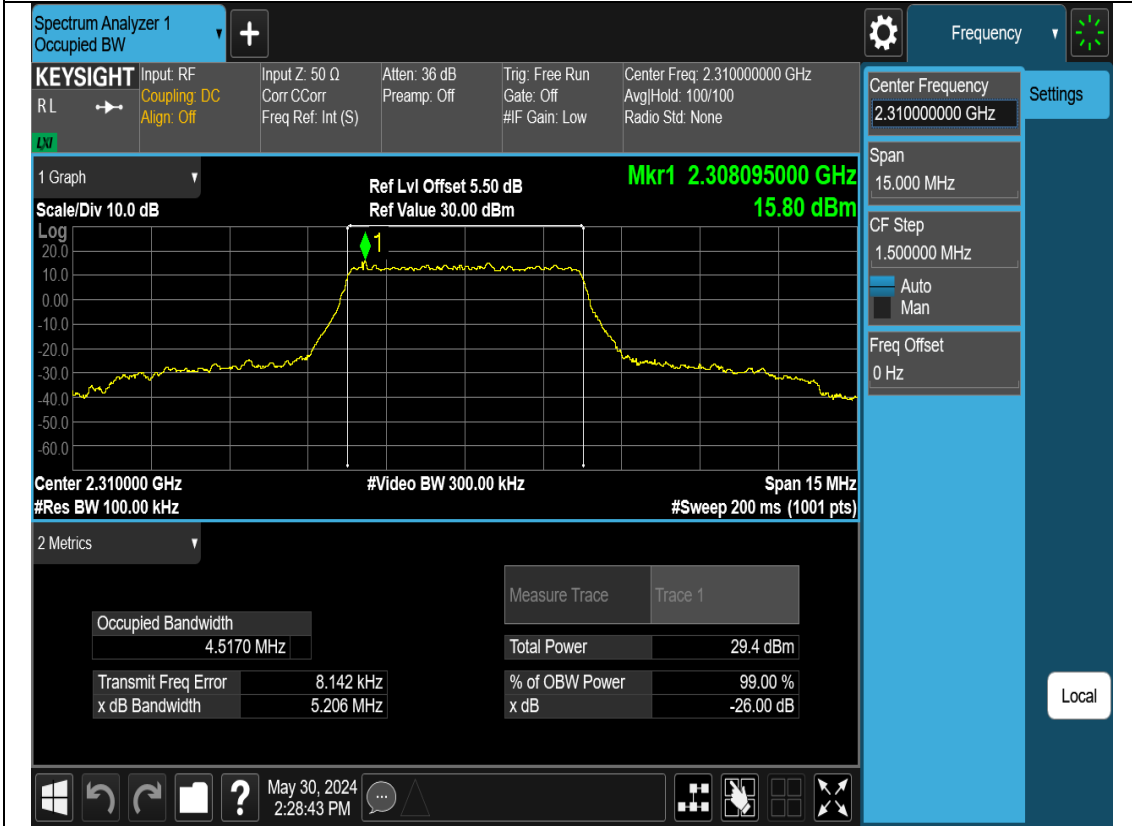 Spectrum Analyzer 1
Occupied BW
+
Frequency
KEYSIGHT
RL
LXI
Input: RF
Coupling: DC
Align: Off
Input Z: 50 Ω
Corr CCorr
Freq Ref: Int (S)
Atten: 36 dB
Preamp: Off
Trig: Free Run
Gate: Off
#IF Gain: Low
Center Freq: 2.310000000 GHz
Avg|Hold: 100/100
Radio Std: None
Center Frequency
2.310000000 GHz
Settings
Span
15.000 MHz
CF Step
1.500000 MHz
Auto
Man
Freq Offset
0 Hz
Local
1 Graph
Scale/Div 10.0 dB
Ref Lvl Offset 5.50 dB
Ref Value 30.00 dBm
Mkr1 2.308095000 GHz
15.80 dBm
Log
1
20.0
10.0
0.00
-10.0
-20.0
-30.0
-40.0
-50.0
-60.0
Center 2.310000 GHz
#Video BW 300.00 kHz
Span 15 MHz
#Res BW 100.00 kHz
#Sweep 200 ms (1001 pts)
2 Metrics
Measure Trace Trace 1
Occupied Bandwidth
4.5170 MHz
Total Power 29.4 dBm
Transmit Freq Error 8.142 kHz
% of OBW Power 99.00 %
x dB Bandwidth 5.206 MHz
x dB -26.00 dB
?
May 30, 2024
2:28:43 PM